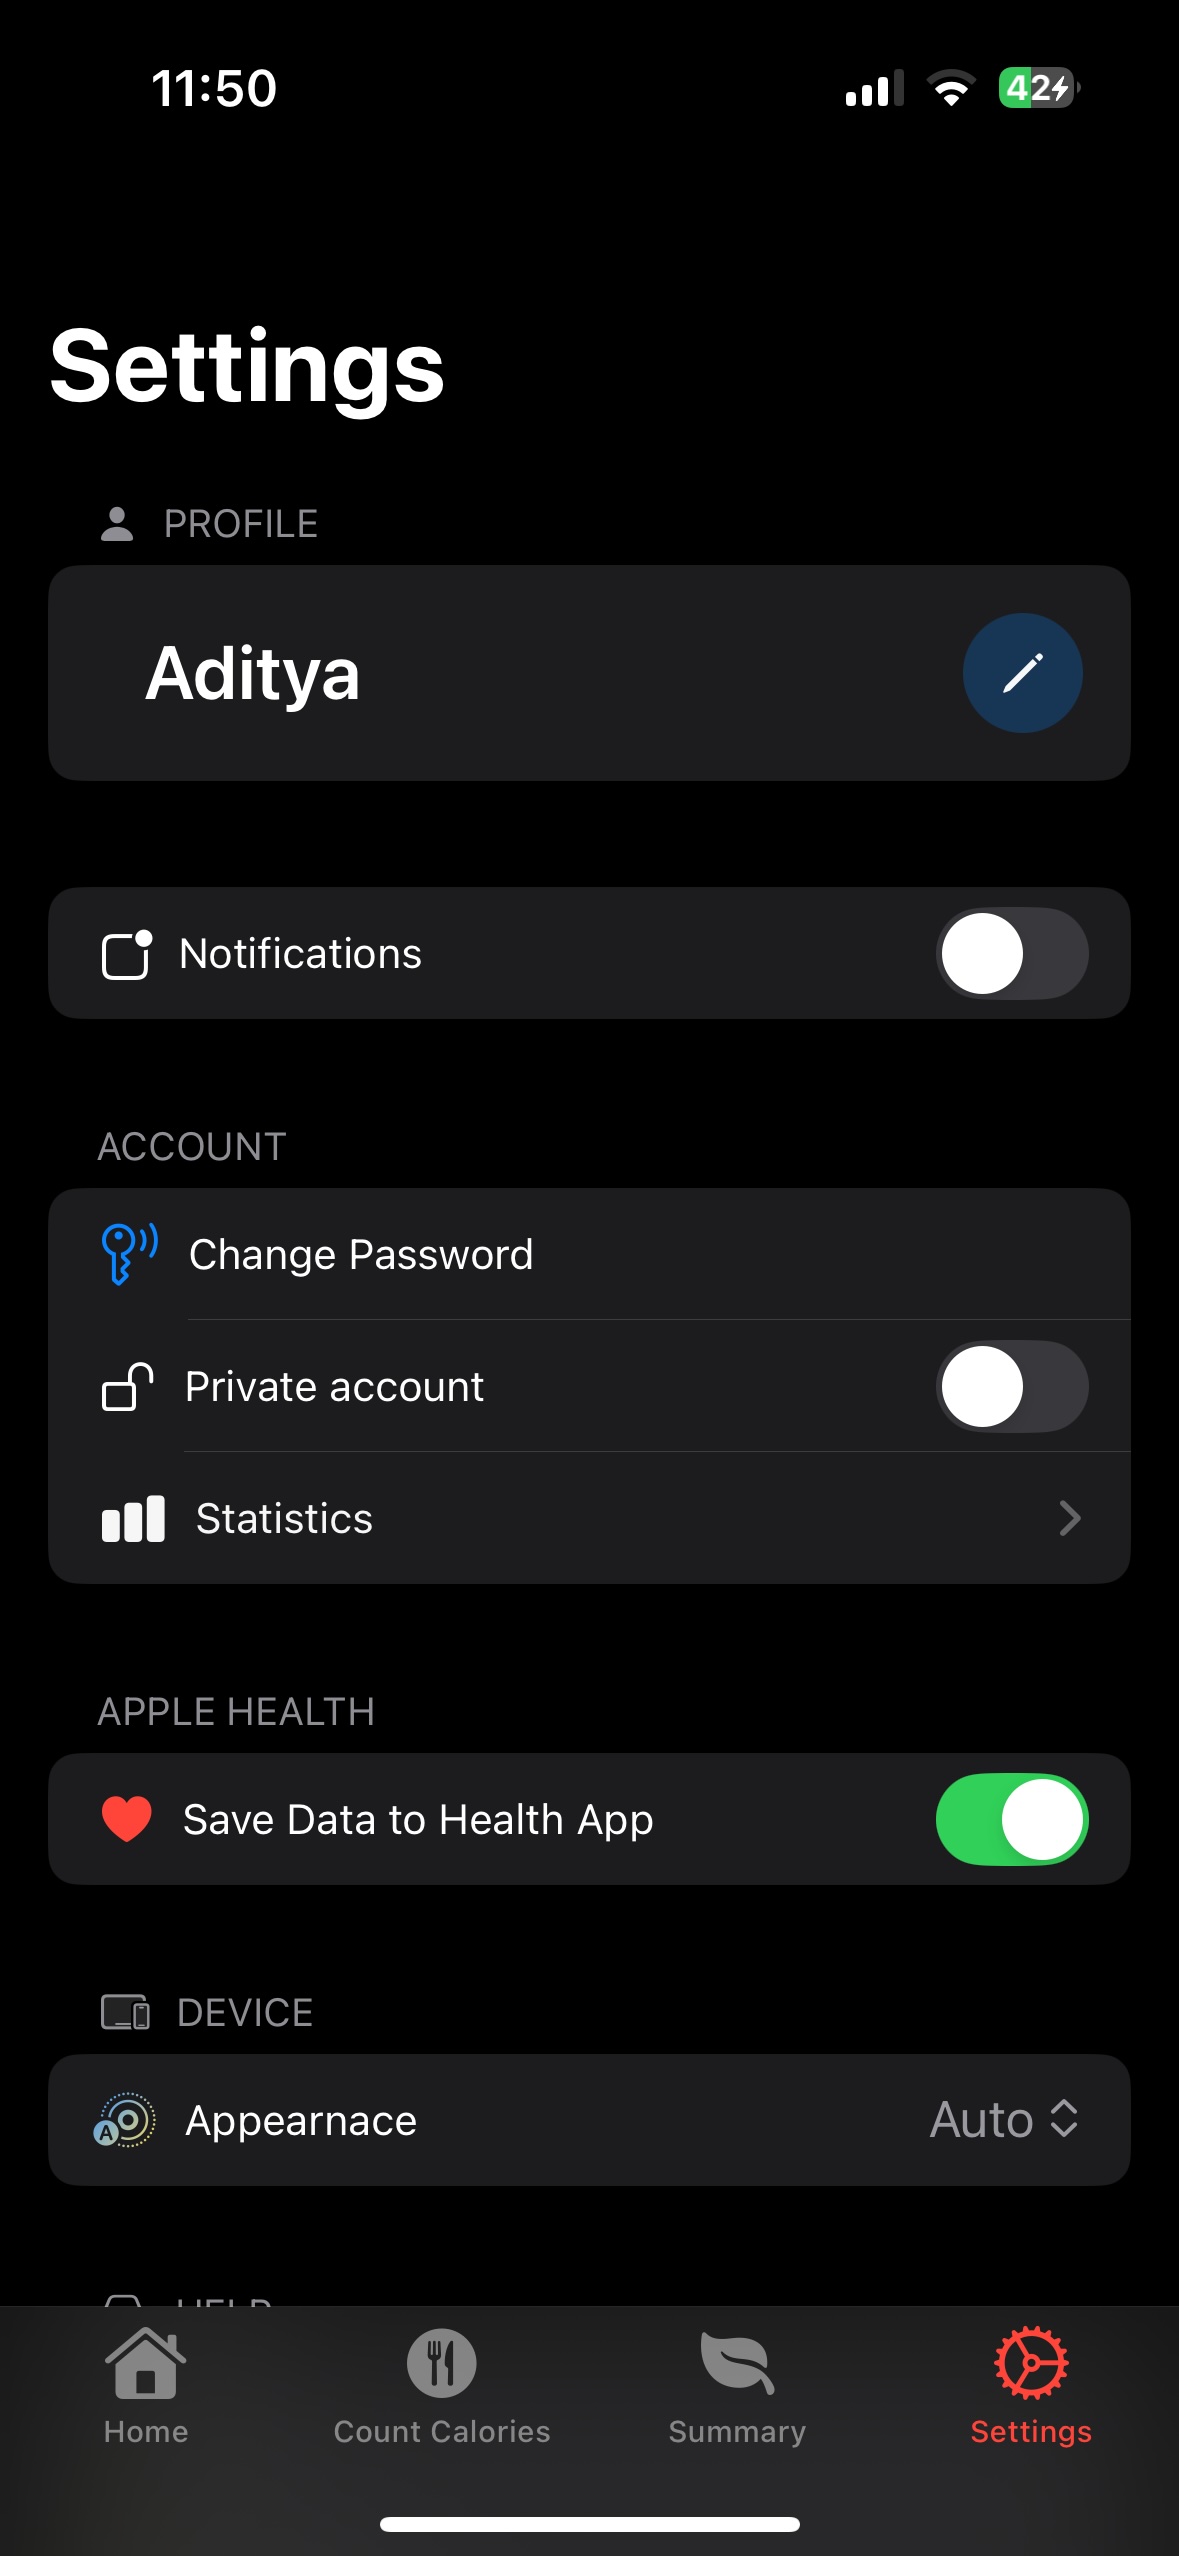 11:50
42
Settings
PROFILE
Aditya
Notifications
ACCOUNT
Change Password
Private account
Statistics
APPLE HEALTH
Save Data to Health App
DEVICE
A
Appearnace
Auto
HELP
Home
Count Calories
Summary
Settings